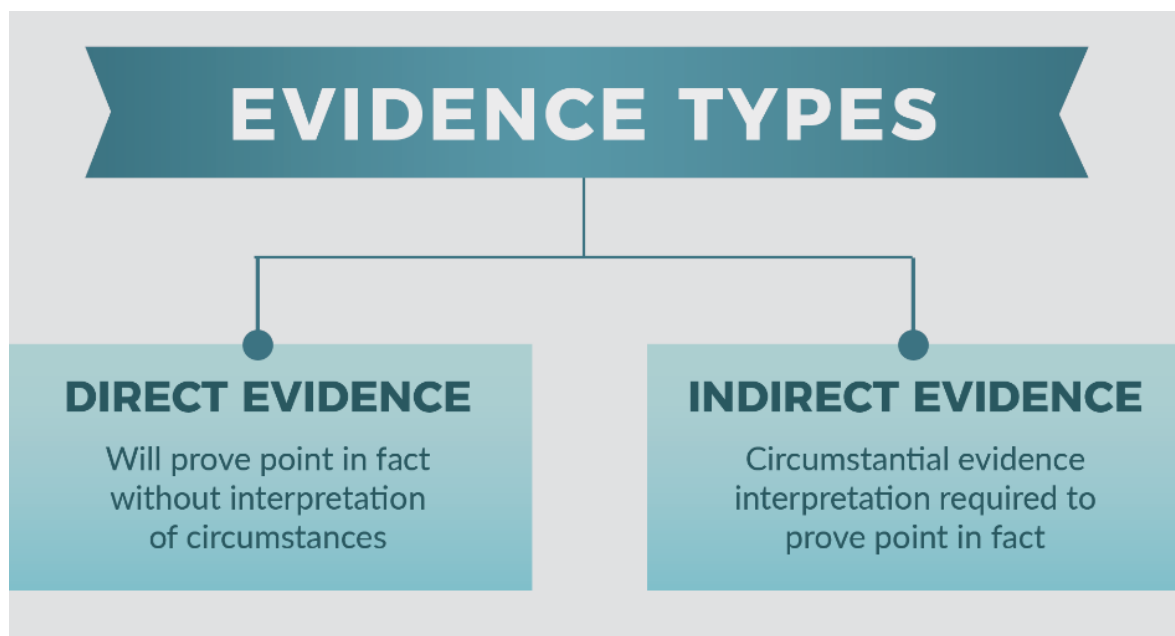 EVIDENCE TYPES
DIRECT EVIDENCE
Will prove point in fact
without interpretation
of circumstances
INDIRECT EVIDENCE
Circumstantial evidence
interpretation required to
prove point in fact